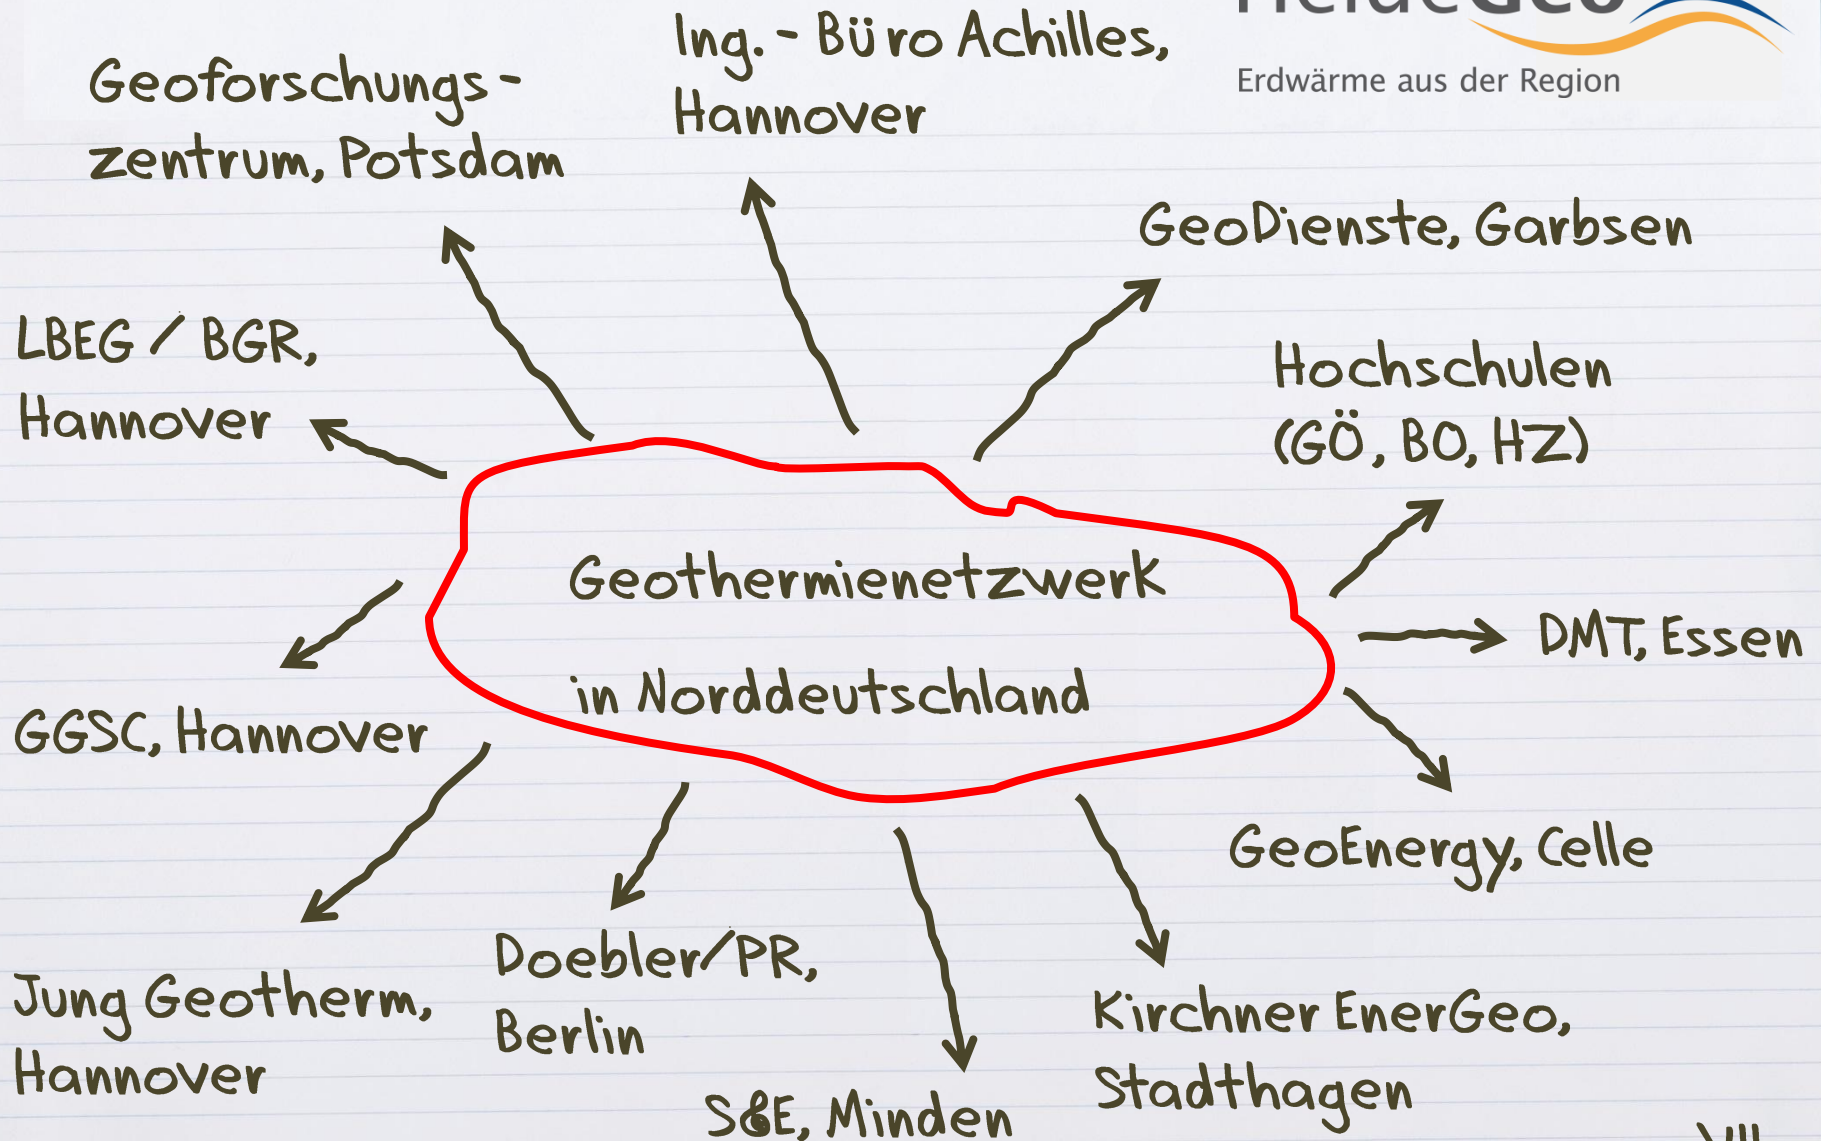 HeideGeo
Erdwärme aus der Region
Ing. - Büro Achilles,
Hannover
Geoforschungs -
zentrum, Potsdam
GeoDienste, Garbsen
LBEG / BGR,
Hannover
Hochschulen
(GÖ, BO, HZ)
Geothermienetzwerk
in Norddeutschland
DMT, Essen
GGSC, Hannover
GeoEnergy, Celle
Jung Geotherm,
Hannover
Doebler/PR,
Berlin
Kirchner EnerGeo,
Stadthagen
S&E, Minden